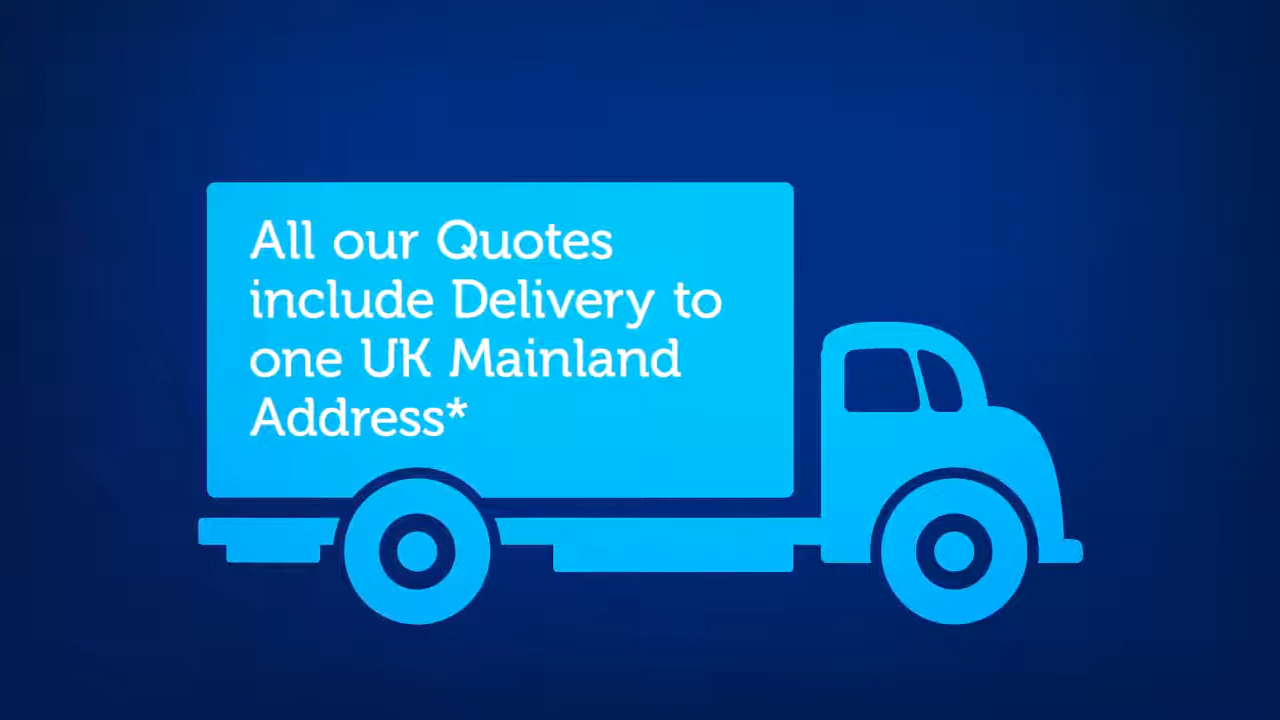 All our Quotes
include Delivery to
one UK Mainland
Address*